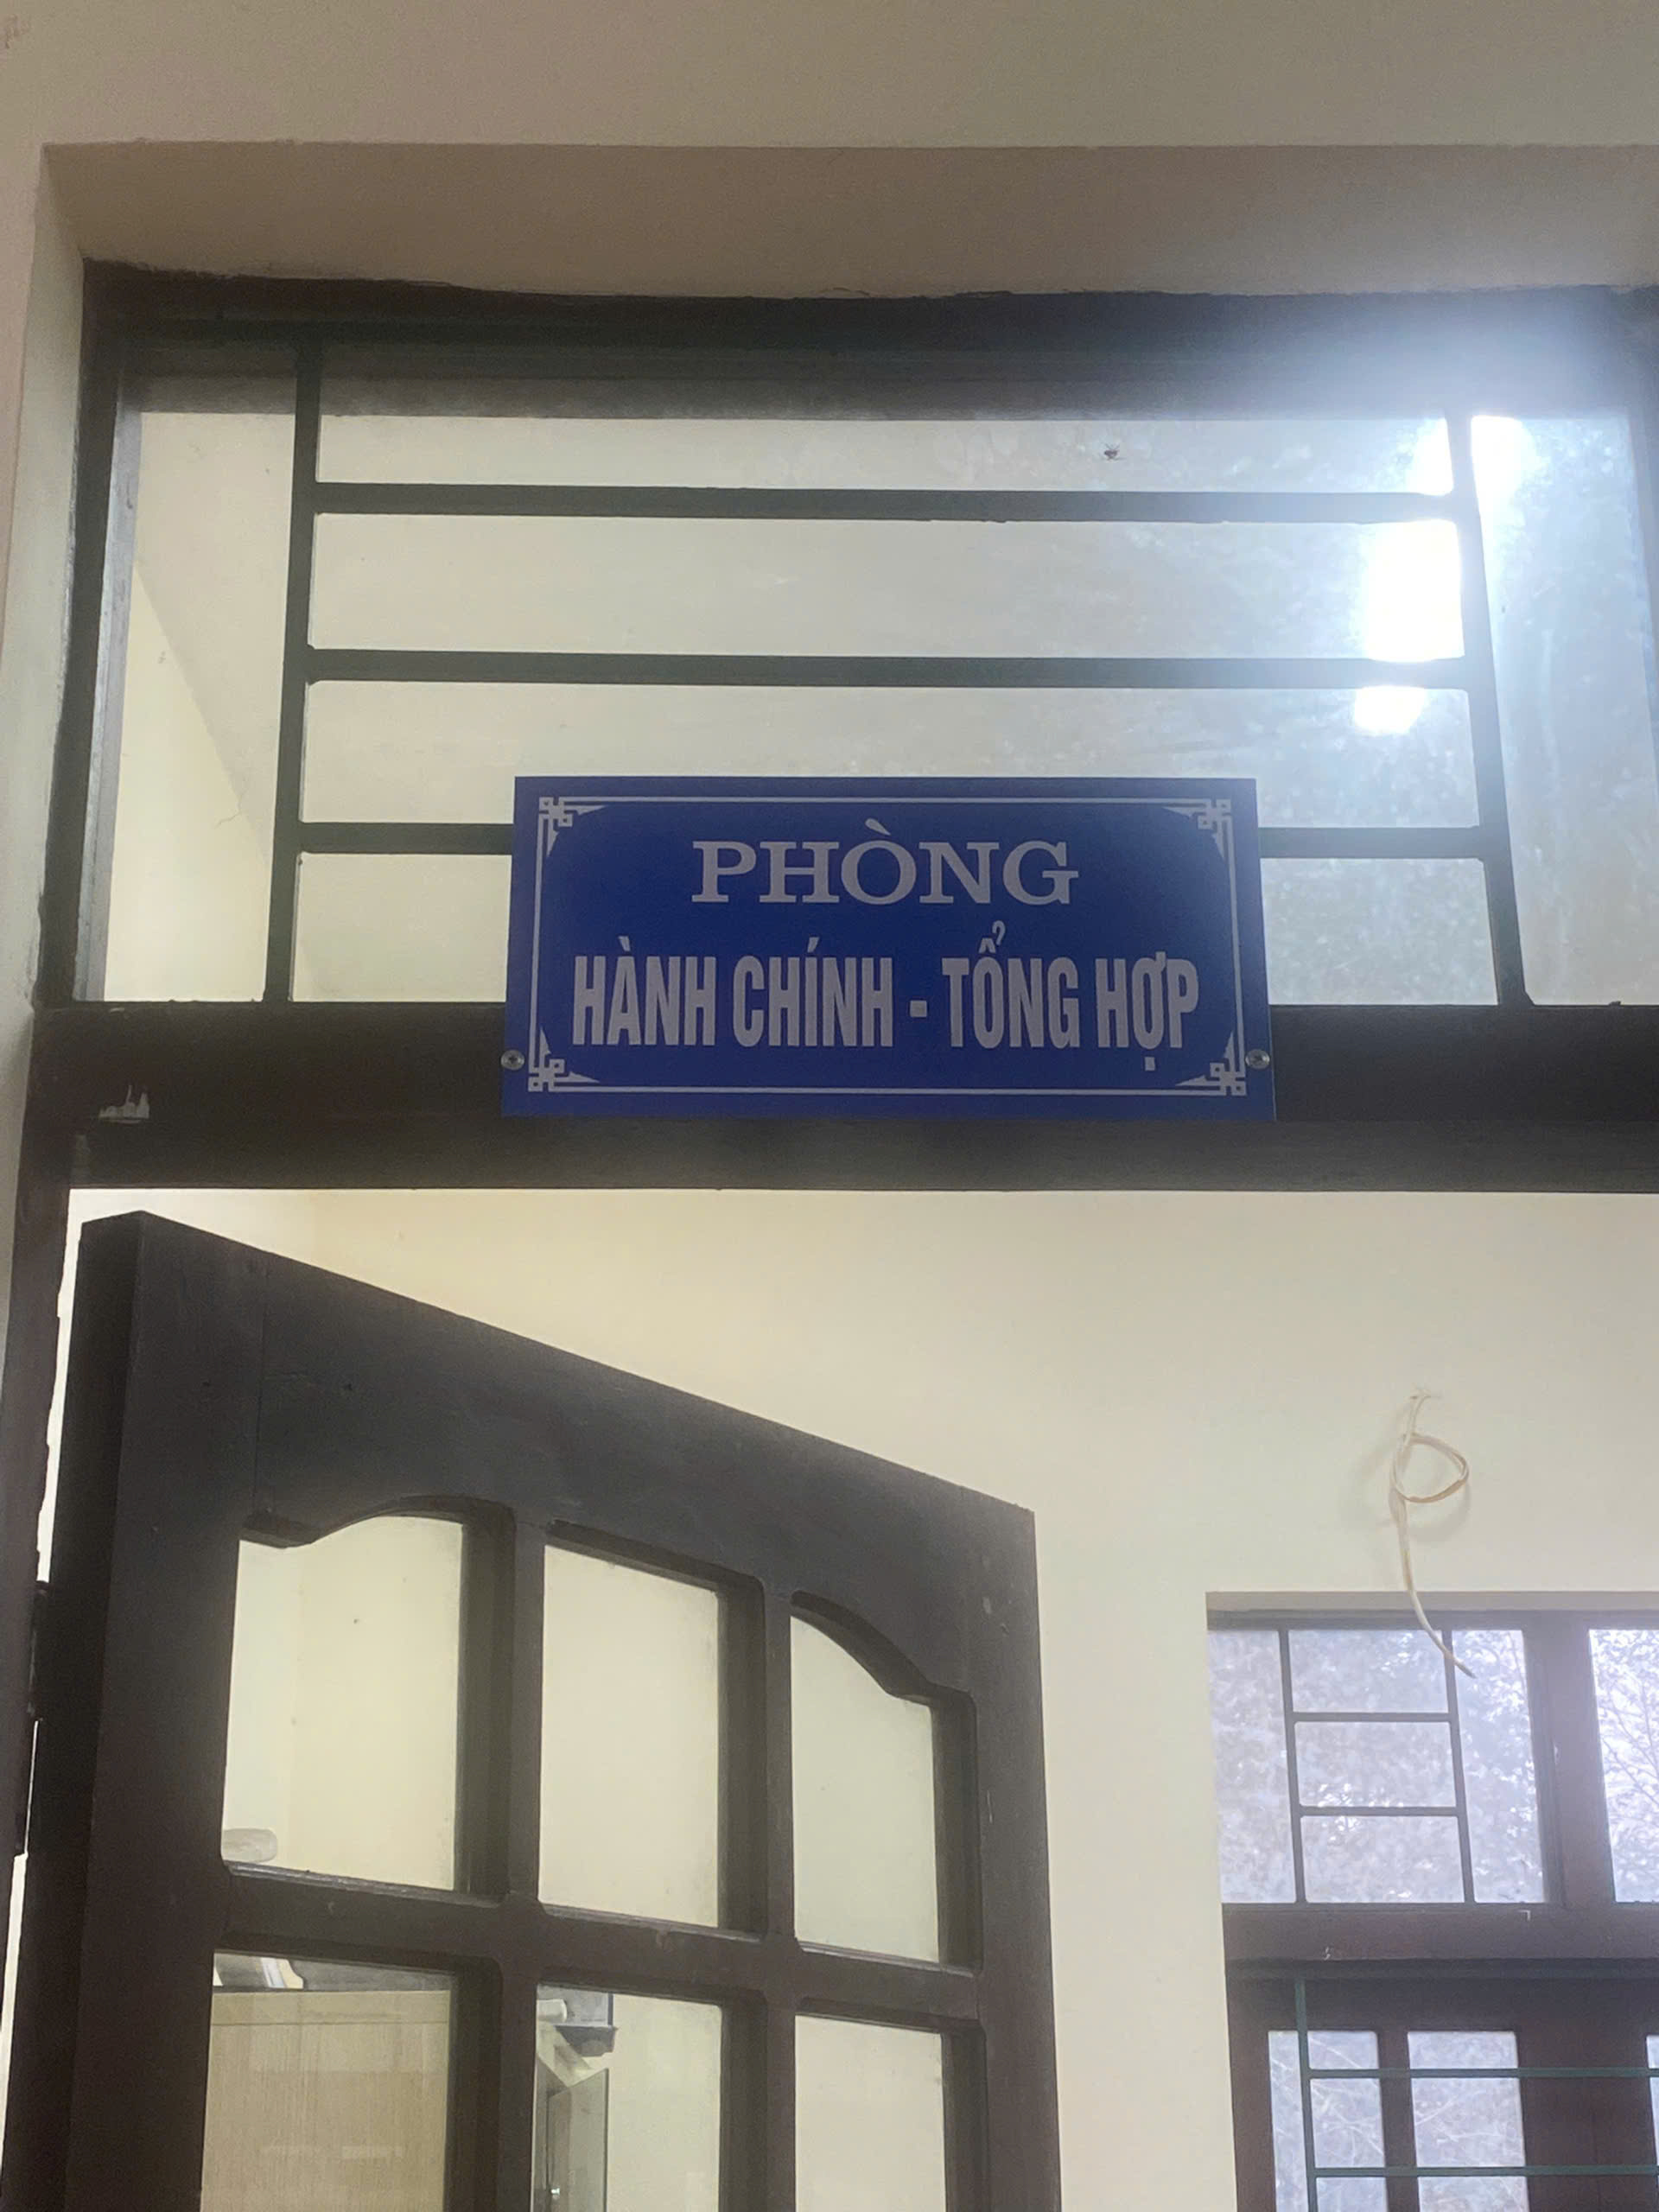 PHÒNG
HÀNH CHÍNH - TỔNG HỢP